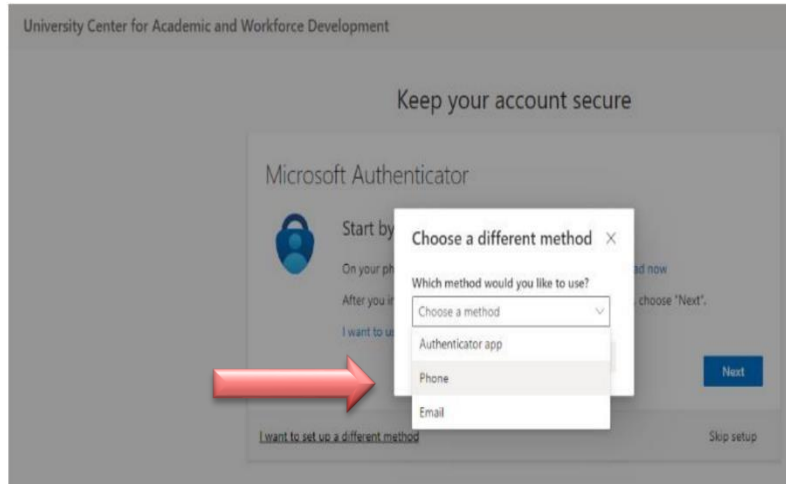 University Center for Academic and Workforce Development
Keep your account secure
Microsoft Authenticator
Start by
On your ph
ad now
After you in
, choose "Next".
I want to us
Choose a different method
Which method would you like to use?
Choose a method
Authenticator app
Phone
Email
Next
I want to set up a different method
Skip setup